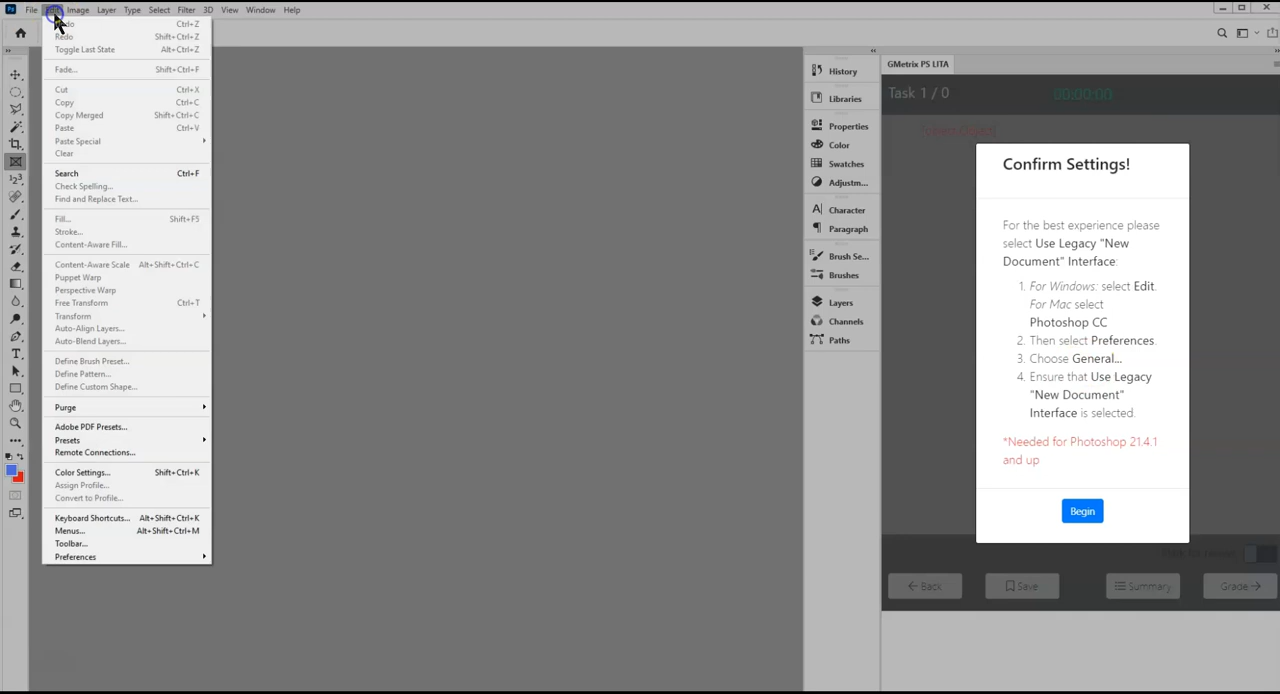 Ps File Edit Image Layer Type Select Filter 3D View Window Help
Undo Ctrl+Z
Redo Shift+Ctrl+Z
Toggle Last State Alt+Ctrl+Z
Fade... Shift+Ctrl+F
Cut Ctrl+X
Copy Ctrl+C
Copy Merged Shift+Ctrl+C
Paste Ctrl+V
Paste Special
Clear
Search Ctrl+F
Check Spelling...
Find and Replace Text...
Fill... Shift+F5
Stroke...
Content-Aware Fill...
Content-Aware Scale Alt+Shift+Ctrl+C
Puppet Warp
Perspective Warp
Free Transform Ctrl+T
Transform
Auto-Align Layers...
Auto-Blend Layers...
Define Brush Preset...
Define Pattern...
Define Custom Shape...
Purge
Adobe PDF Presets...
Presets
Remote Connections...
Color Settings... Shift+Ctrl+K
Assign Profile...
Convert to Profile...
Keyboard Shortcuts... Alt+Shift+Ctrl+K
Menus... Alt+Shift+Ctrl+M
Toolbar...
Preferences
History
Libraries
Properties
Color
Swatches
Adjustm...
Character
Paragraph
Brush Se...
Brushes
Layers
Channels
Paths
GMetrix PS LITA
Task 1 / 0 00:00:00
*Select Object
Confirm Settings!
For the best experience please
select Use Legacy "New
Document" Interface:
1. For Windows: select Edit.
For Mac select
Photoshop CC
2. Then select Preferences.
3. Choose General...
4. Ensure that Use Legacy
"New Document"
Interface is selected.
*Needed for Photoshop 21.4.1
and up
Begin
Back Save Summary Grade